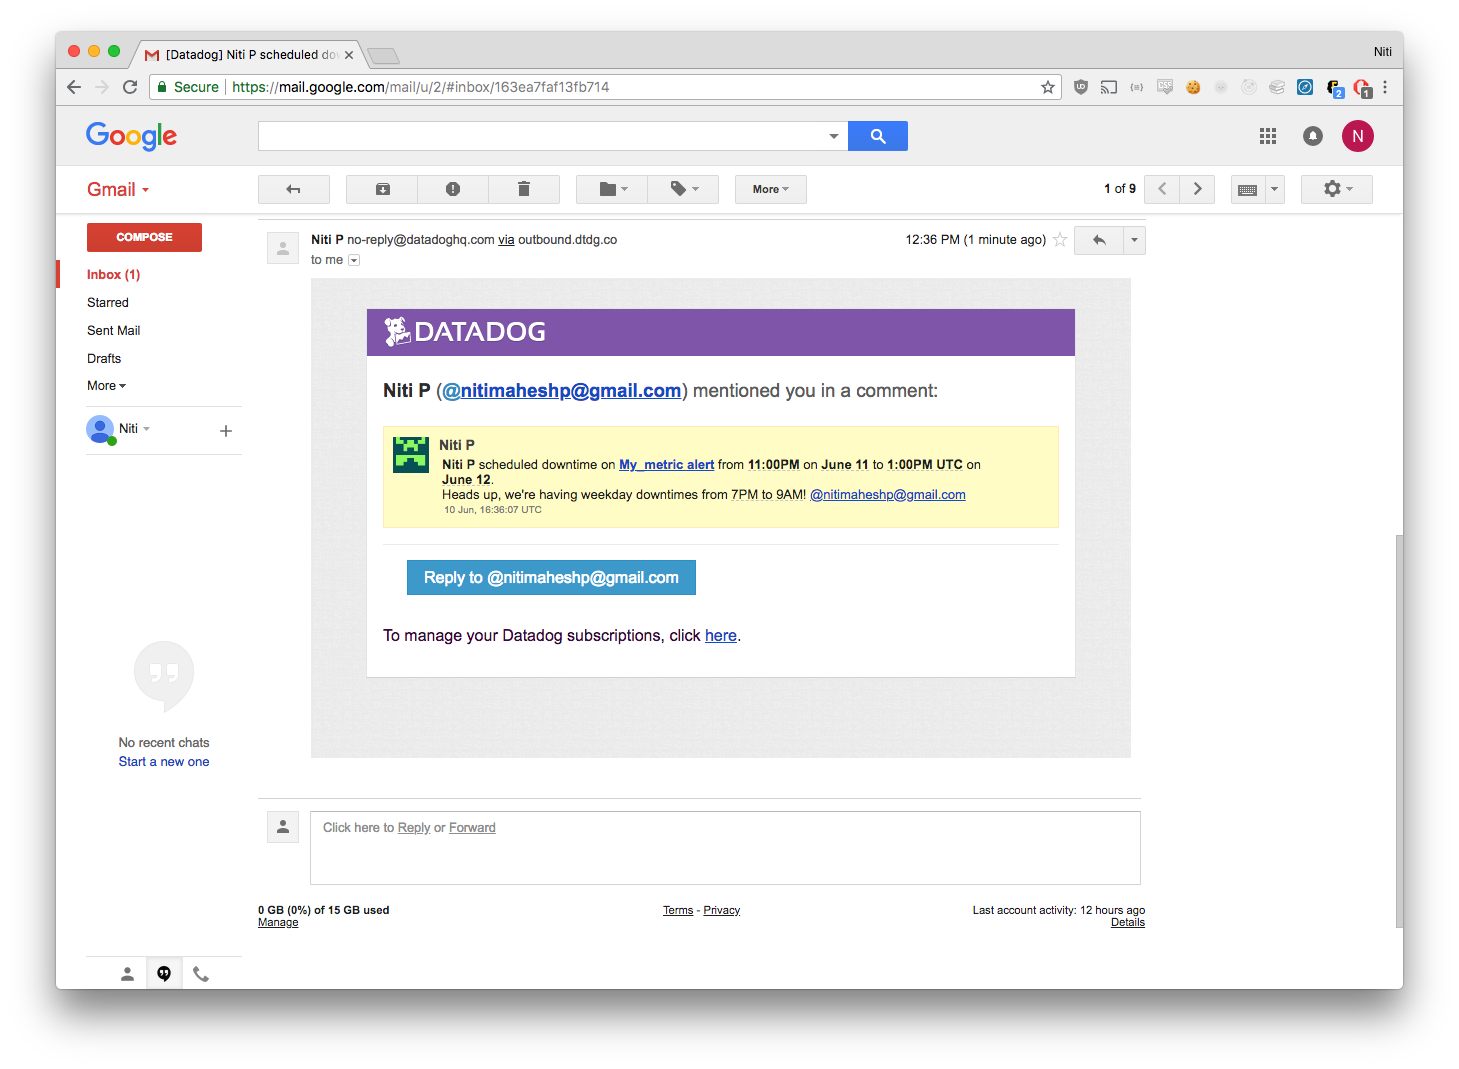 [Datadog] Niti P scheduled do
Niti
Secure
https://mail.google.com/mail/u/2/#inbox/163ea7faf13fb714
2
1
Google
N
Gmail
More
1 of 9
COMPOSE
Inbox (1)
Starred
Sent Mail
Drafts
More
Niti
No recent chats
Start a new one
Niti P no-reply@datadoghq.com via outbound.dtdg.co
12:36 PM (1 minute ago)
to me
DATADOG
Niti P (@nitimaheshp@gmail.com) mentioned you in a comment:
Niti P
Niti P scheduled downtime on My_metric alert from 11:00PM on June 11 to 1:00PM UTC on
June 12.
Heads up, we're having weekday downtimes from 7PM to 9AM! @nitimaheshp@gmail.com
10 Jun, 16:36:07 UTC
Reply to @nitimaheshp@gmail.com
To manage your Datadog subscriptions, click here.
Click here to Reply or Forward
0 GB (0%) of 15 GB used
Manage
Terms - Privacy
Last account activity: 12 hours ago
Details